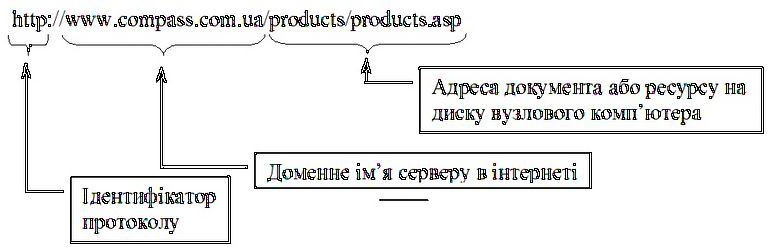 http://www.compass.com.ua/products/products.asp
Адреса документа або ресурсу на
диску вузлового комп’ютера
Доменне ім’я серверу в інтернеті
Ідентифікатор
протоколу